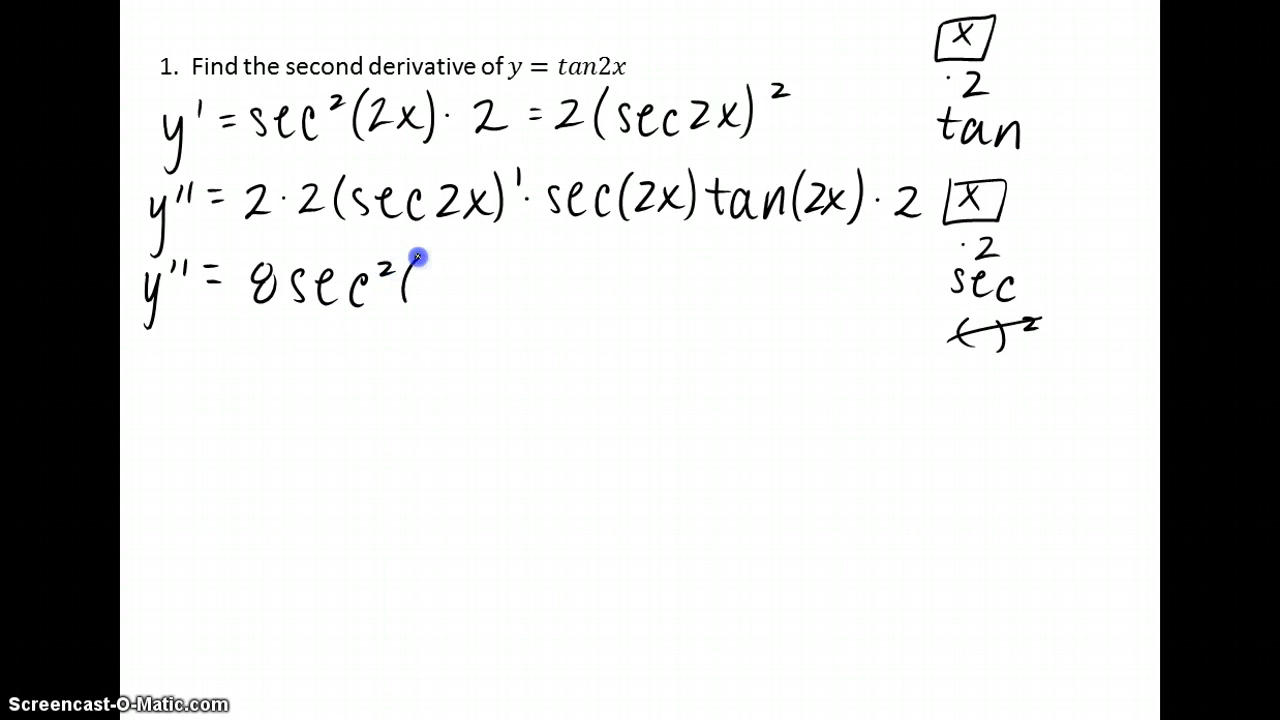 1. Find the second derivative of y = tan2x
y' = sec²(2x) · 2 = 2(sec2x)²
y'' = 2 · 2(sec2x)¹ · sec(2x)tan(2x) · 2
y'' = 8sec²(
x
· 2
tan
x
· 2
sec
( )²
Screencast-O-Matic.com